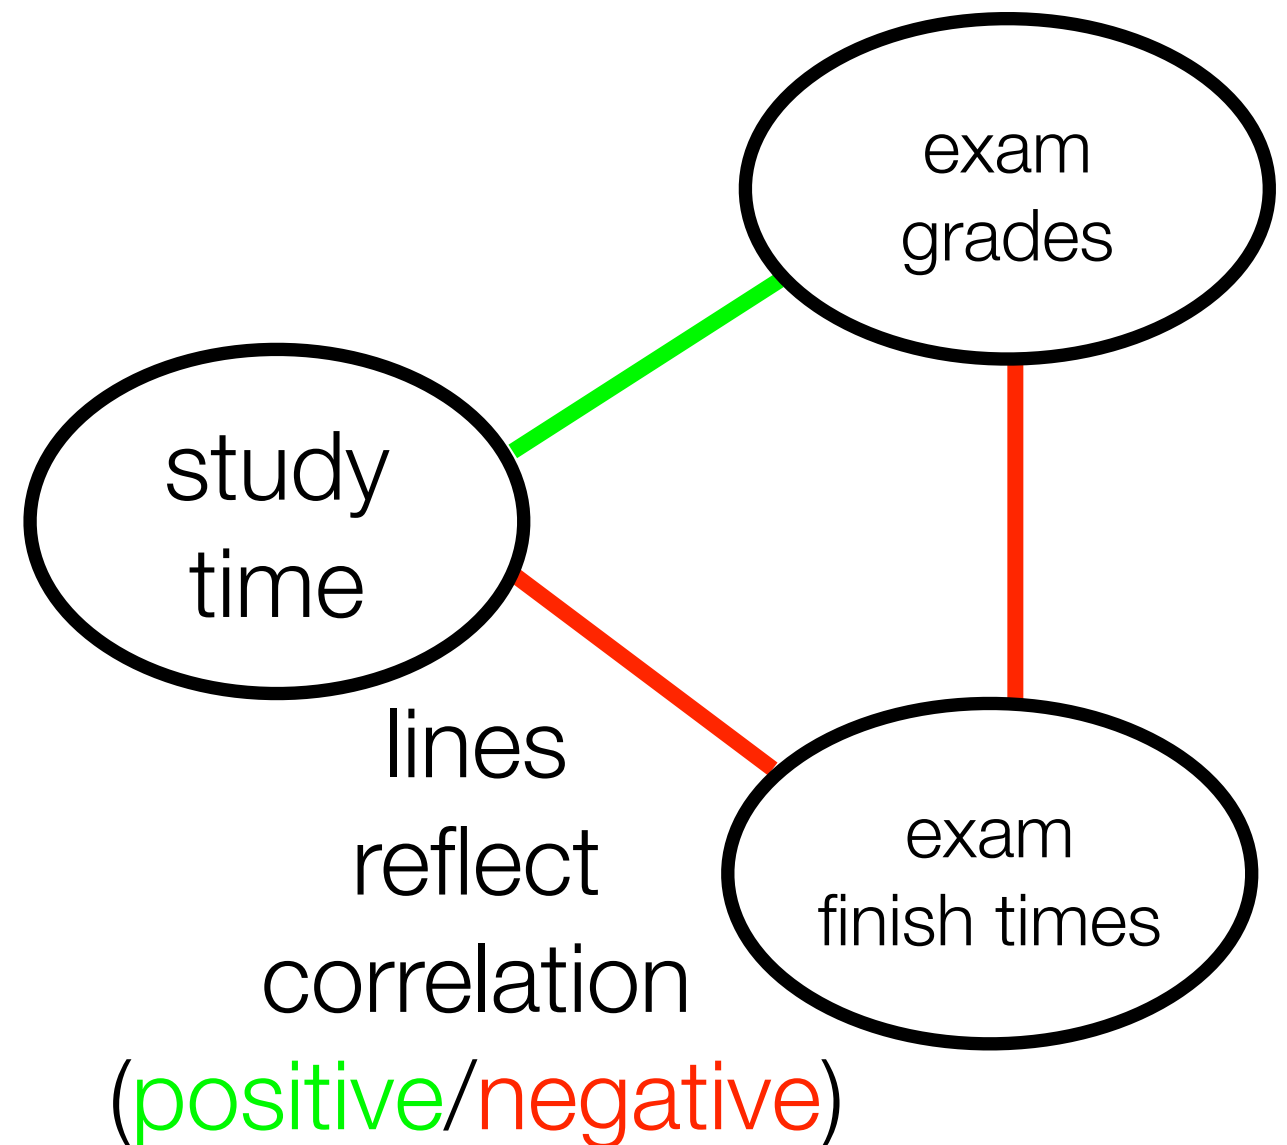 exam
grades
study
time
lines
reflect
correlation
(positive/negative)
exam
finish times